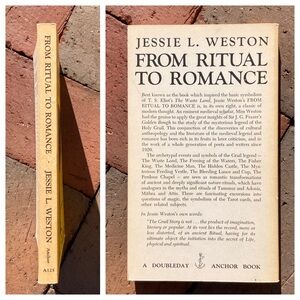 FROM RITUAL TO ROMANCE · JESSIE L. WESTON
Anchor
A125
JESSIE L. WESTON
FROM RITUAL
TO ROMANCE
Best known as the book which inspired the basic symbolism
of T. S. Eliot's The Waste Land, Jessie Weston's FROM
RITUAL TO ROMANCE is, in its own right, a classic of
modern thought. An eminent medieval scholar, Miss Weston
had the genius to apply the great insights of Sir J. G. Frazer's
Golden Bough to the study of the mysterious legend of the
Holy Grail. This conjunction of the discoveries of cultural
anthropology and the literature of the medieval legend and
romance has been rich in its fruits in later criticism, and in
the work of a whole generation of poets and writers since
1920.
The archetypal events and symbols of the Grail legend—
The Waste Land, The Freeing of the Waters, The Fisher
King, The Medicine Man, The Hidden Castle, The Mys-
terious Feeding Vessle, The Bleeding Lance and Cup, The
Perilous Chapel — are seen as romantic transformations
of ancient and deeply significant nature rituals, which have
analogues in the myths and rituals of Tammuz and Adonis,
Mithra and Attis. These are fascinating explorations of
questions of magic, the symbolism of the Tarot cards, and
other related subjects.
In Jessie Weston's own words:
"The Grail Story is not . . . the product of imagination,
literary or popular. At its root lies the record, more or
less distorted, of an ancient Ritual, having for its
ultimate object the initiation into the secret of Life,
physical and spiritual.
A DOUBLEDAY ANCHOR BOOK